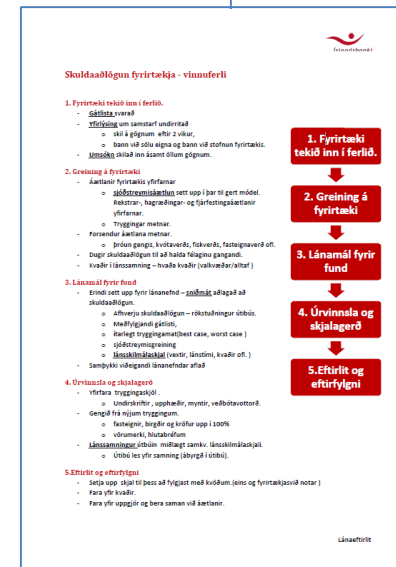 Íslandsbanki
Skuldaaðlögun fyrirtækja - vinnuferli
1. Fyrirtæki tekið inn í ferlið.
- Gátlista svarað
- Yfirlýsing um samstarf undirritað
o skil á gögnum eftir 2 vikur,
o bann við sölu eigna og bann við stofnun fyrirtækis.
- Umsókn skilað inn ásamt öllum gögnum.
2. Greining á fyrirtæki
- Áætlanir fyrirtækis yfirfarnar
o sjóðstreymisáætlun sett upp í þar til gert módel.
Rekstrar-, hagræðingar- og fjárfestingaáætlanir
yfirfarnar.
o Tryggingar metnar.
- Forsendur áætlana metnar.
o þróun gengis, kvótaverðs, fiskverðs, fasteignaverð ofl.
- Dugir skuldaaðlögun til að halda félaginu gangandi.
- Kvaðir í lánssamning – hvaða kvaðir (valkvæðar/alltaf )
3. Lánamál fyrir fund
- Erindi sett upp fyrir lánanefnd – sniðmát aðlagað að
skuldaaðlögun.
o Afhverju skuldaaðlögun – rökstuðningur útibús.
o Meðfylgjandi gátlisti,
o ítarlegt tryggingamat(best case, worst case )
o sjóðstreymisgreining
o lánsskilmálaskjal (vextir, lánstími, kvaðir ofl. )
- Samþykki viðeigandi lánanefndar aflað
4. Úrvinnsla og skjalagerð
- Yfirfara tryggingaskjöl .
o Undirskriftir , upphæðir, myntir, veðbótavottorð.
- Gengið frá nýjum tryggingum.
o fasteignir, birgðir og kröfur upp í 100%
o vörumerki, hlutabréfum
- Lánssamningur útbúin miðlægt samkv. lánsskilmálaskjali.
o Útibú les yfir samning (ábyrgð í útibú).
5.Eftirlit og eftirfylgni
- Setja upp skjal til þess að fylgjast með kvöðum.(eins og fyrirtækjasvið notar )
- Fara yfir kvaðir.
- Fara yfir uppgjör og bera saman við áætlanir.
1. Fyrirtæki
tekið inn í ferlið.
2. Greining á
fyrirtæki
3. Lánamál fyrir
fund
4. Úrvinnsla og
skjalagerð
5.Eftirlit og
eftirfylgni
Lánaeftirlit